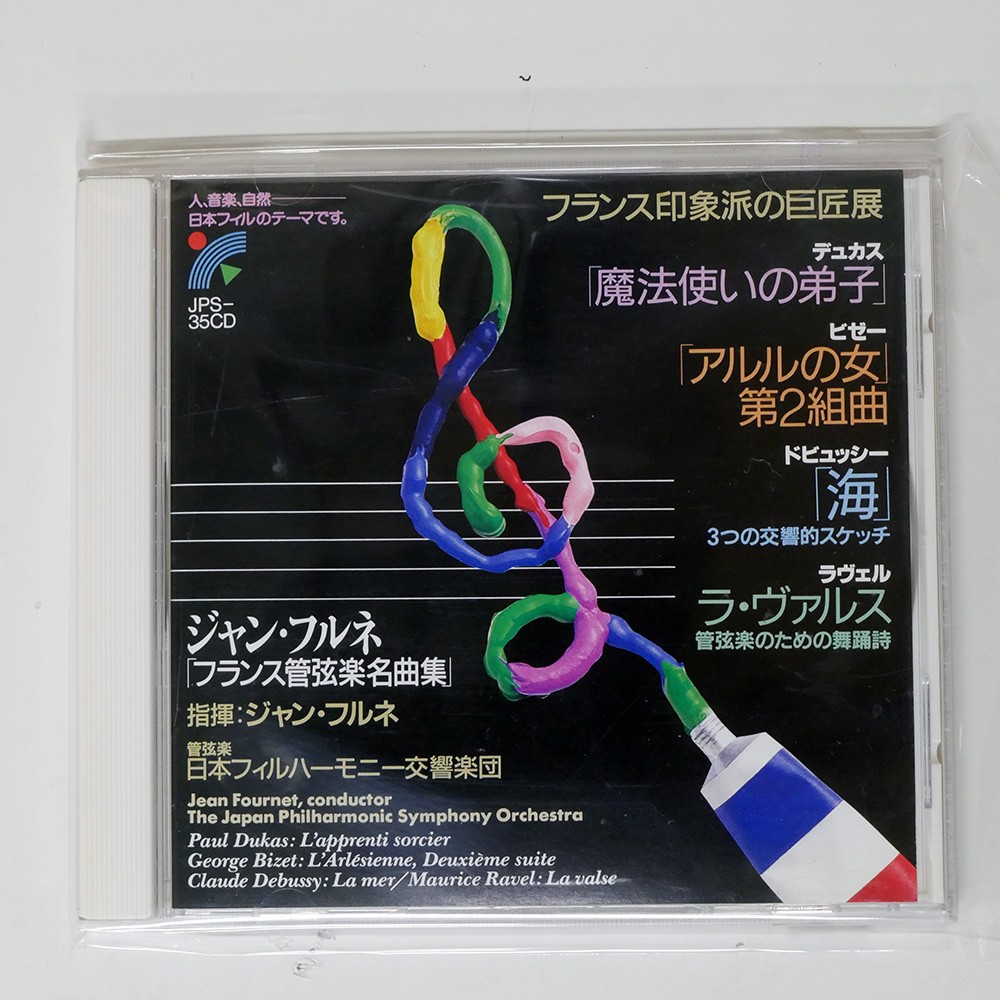 人、音楽、自然
日本フィルのテーマです。
JPS-
35CD
フランス印象派の巨匠展
デュカス
「魔法使いの弟子」
ビゼー
「アルルの女」
第2組曲
ドビュッシー
「海」
3つの交響的スケッチ
ラヴェル
ラ・ヴァルス
管弦楽のための舞踊詩
ジャン・フルネ
「フランス管弦楽名曲集」
指揮:ジャン・フルネ
管弦楽
日本フィルハーモニー交響楽団
Jean Fournet, conductor
The Japan Philharmonic Symphony Orchestra
Paul Dukas: L'apprenti sorcier
George Bizet: L'Arlésienne, Deuxième suite
Claude Debussy: La mer/Maurice Ravel: La valse